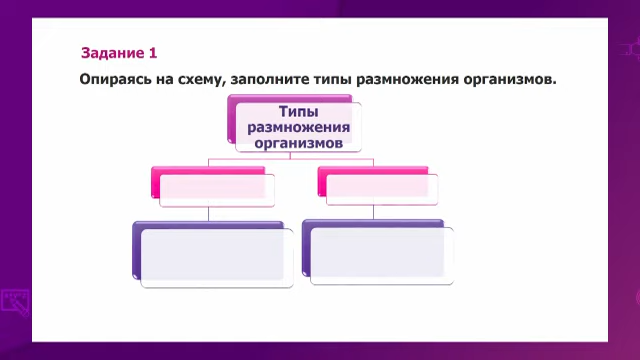 Задание 1
Опираясь на схему, заполните типы размножения организмов.
Типы
размножения
организмов